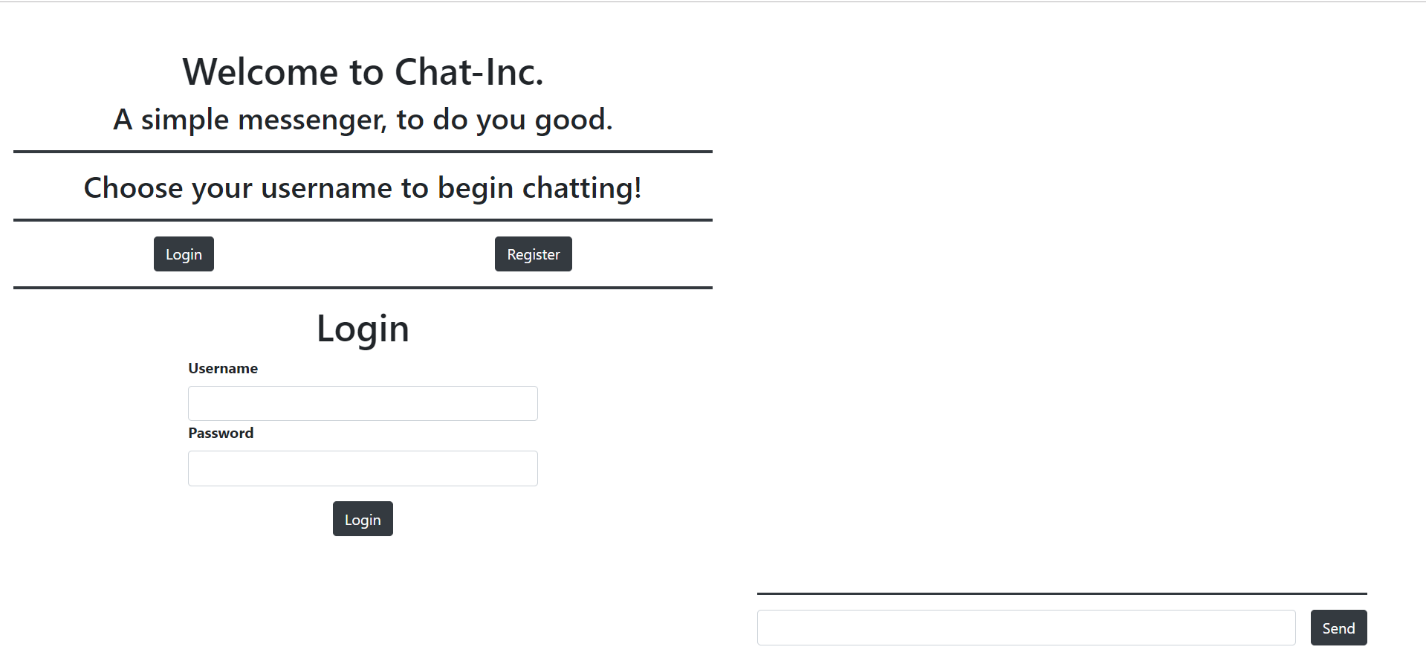 Welcome to Chat-Inc.
A simple messenger, to do you good.
Choose your username to begin chatting!
Login
Register
Login
Username
Password
Login
Send